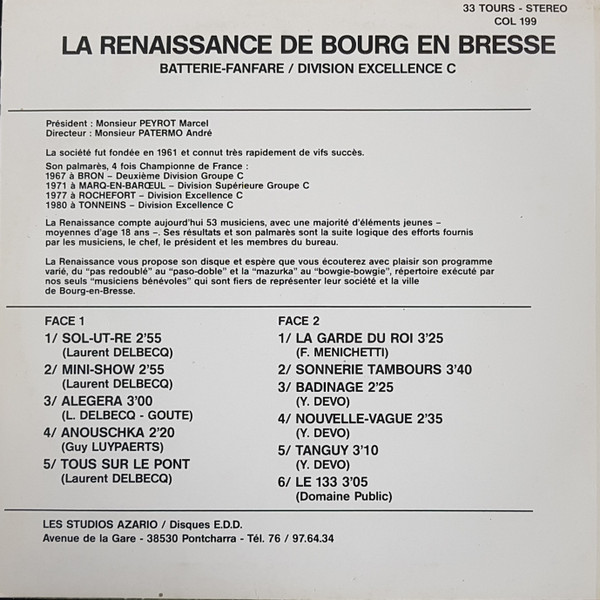 33 TOURS - STEREO
COL 199
LA RENAISSANCE DE BOURG EN BRESSE
BATTERIE-FANFARE / DIVISION EXCELLENCE C
Président : Monsieur PEYROT Marcel
Directeur : Monsieur PATERMO André
La société fut fondée en 1961 et connut très rapidement de vifs succès.
Son palmarès, 4 fois Championne de France :
1967 à BRON – Deuxième Division Groupe C
1971 à MARQ-EN-BARŒUL – Division Supérieure Groupe C
1977 à ROCHEFORT – Division Excellence C
1980 à TONNEINS – Division Excellence C
La Renaissance compte aujourd'hui 53 musiciens, avec une majorité d'éléments jeunes –
moyennes d'age 18 ans –. Ses résultats et son palmarès sont la suite logique des efforts fournis
par les musiciens, le chef, le président et les membres du bureau.
La Renaissance vous propose son disque et espère que vous écouterez avec plaisir son programme
varié, du "pas redoublé" au "paso-doble" et la "mazurka" au "bowgie-bowgie", répertoire exécuté par
nos seuls "musiciens bénévoles" qui sont fiers de représenter leur société et la ville
de Bourg-en-Bresse.
FACE 1
1/ SOL-UT-RE 2'55
(Laurent DELBECQ)
2/ MINI-SHOW 2'55
(Laurent DELBECQ)
3/ ALEGERA 3'00
(L. DELBECQ - GOUTE)
4/ ANOUSCHKA 2'20
(Guy LUYPAERTS)
5/ TOUS SUR LE PONT
(Laurent DELBECQ)
FACE 2
1/ LA GARDE DU ROI 3'25
(F. MENICHETTI)
2/ SONNERIE TAMBOURS 3'40
3/ BADINAGE 2'25
(Y. DEVO)
4/ NOUVELLE-VAGUE 2'35
(Y. DEVO)
5/ TANGUY 3'10
(Y. DEVO)
6/ LE 133 3'05
(Domaine Public)
LES STUDIOS AZARIO / Disques E.D.D.
Avenue de la Gare - 38530 Pontcharra - Tél. 76 / 97.64.34